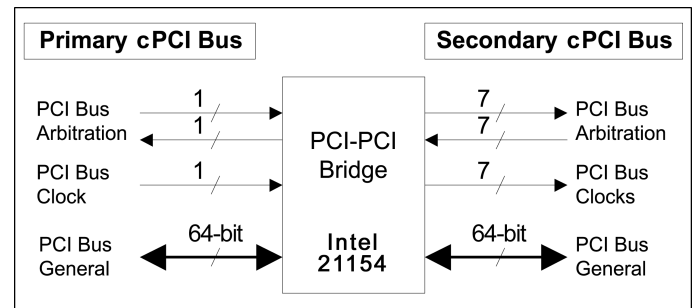 Primary cPCI Bus
Secondary cPCI Bus
PCI Bus
Arbitration
1
1
PCI Bus
Clock
1
PCI Bus
General
64-bit
PCI-PCI
Bridge
Intel
21154
7
7
PCI Bus
Arbitration
7
PCI Bus
Clocks
64-bit
PCI Bus
General